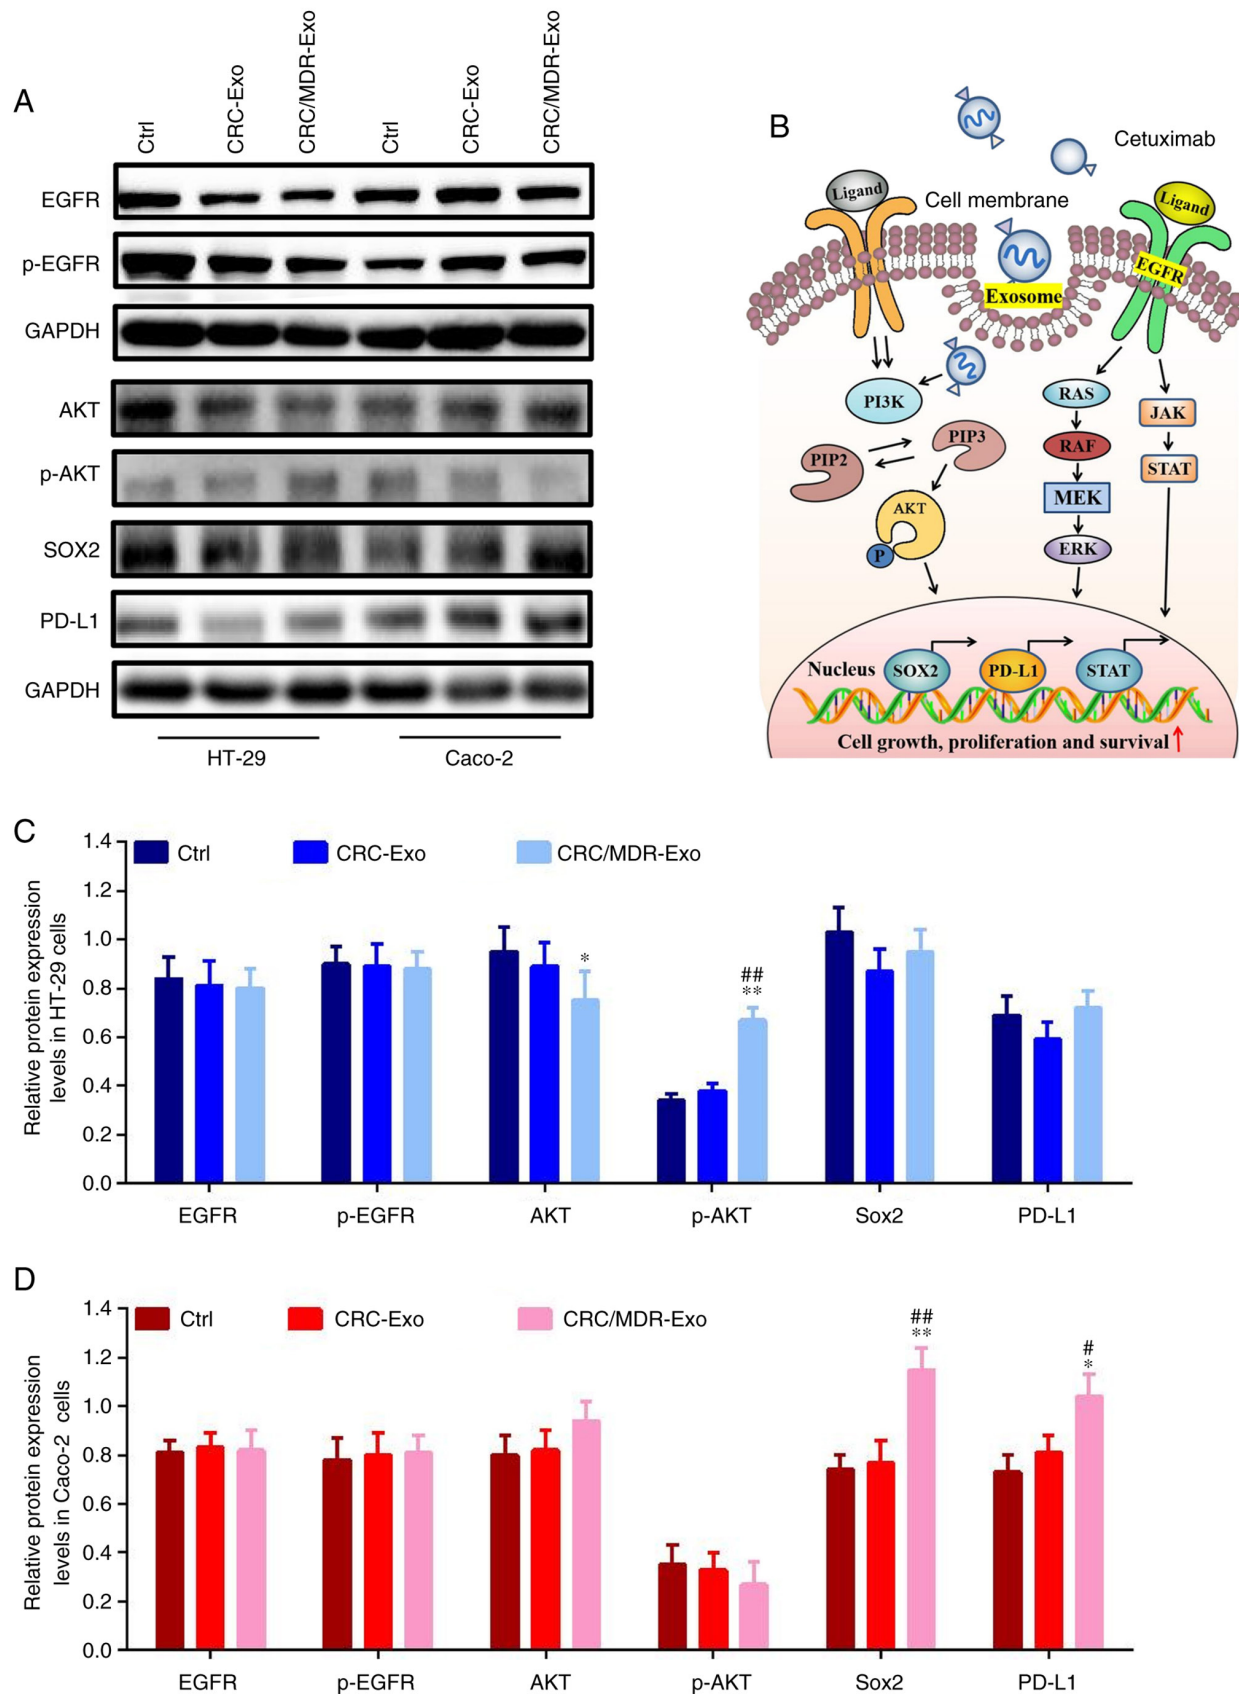 A
Ctrl
CRC-Exo
CRC/MDR-Exo
Ctrl
CRC-Exo
CRC/MDR-Exo
EGFR
p-EGFR
GAPDH
AKT
p-AKT
SOX2
PD-L1
GAPDH
HT-29
Caco-2
B
Cetuximab
Ligand
Cell membrane
Ligand
EGFR
Exosome
PI3K
RAS
JAK
PIP2
PIP3
RAF
STAT
AKT
MEK
P
ERK
Nucleus
SOX2
PD-L1
STAT
Cell growth, proliferation and survival
C
Relative protein expression
levels in HT-29 cells
1.4
1.2
1.0
0.8
0.6
0.4
0.2
0.0
Ctrl
CRC-Exo
CRC/MDR-Exo
*
##
**
EGFR
p-EGFR
AKT
p-AKT
Sox2
PD-L1
D
Relative protein expression
levels in Caco-2 cells
1.4
1.2
1.0
0.8
0.6
0.4
0.2
0.0
Ctrl
CRC-Exo
CRC/MDR-Exo
##
**
#
*
EGFR
p-EGFR
AKT
p-AKT
Sox2
PD-L1